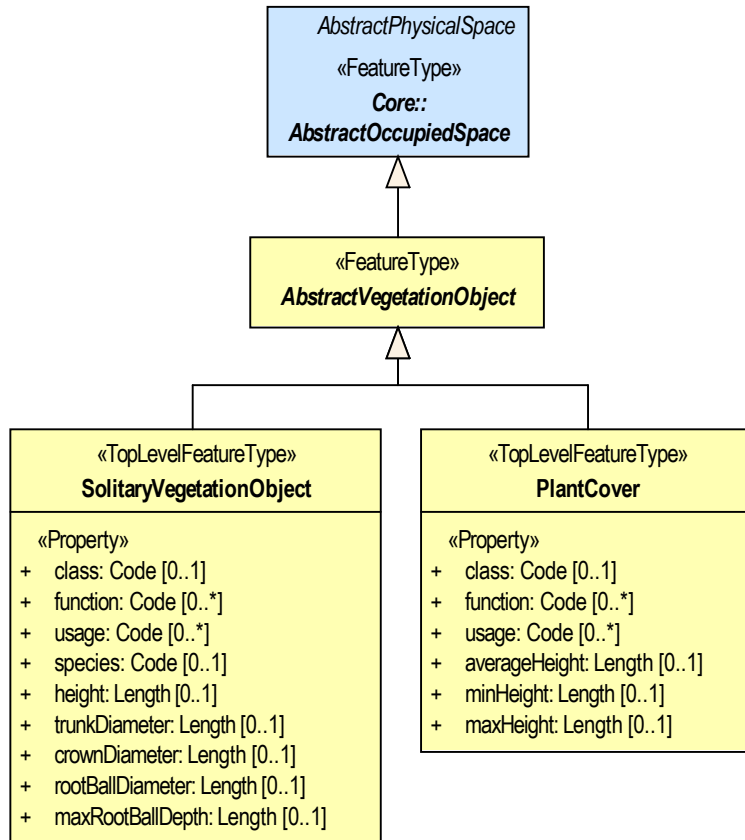 AbstractPhysicalSpace
«FeatureType»
Core::
AbstractOccupiedSpace
«FeatureType»
AbstractVegetationObject
«TopLevelFeatureType»
SolitaryVegetationObject
«Property»
+ class: Code [0..1]
+ function: Code [0..*]
+ usage: Code [0..*]
+ species: Code [0..1]
+ height: Length [0..1]
+ trunkDiameter: Length [0..1]
+ crownDiameter: Length [0..1]
+ rootBallDiameter: Length [0..1]
+ maxRootBallDepth: Length [0..1]
«TopLevelFeatureType»
PlantCover
«Property»
+ class: Code [0..1]
+ function: Code [0..*]
+ usage: Code [0..*]
+ averageHeight: Length [0..1]
+ minHeight: Length [0..1]
+ maxHeight: Length [0..1]